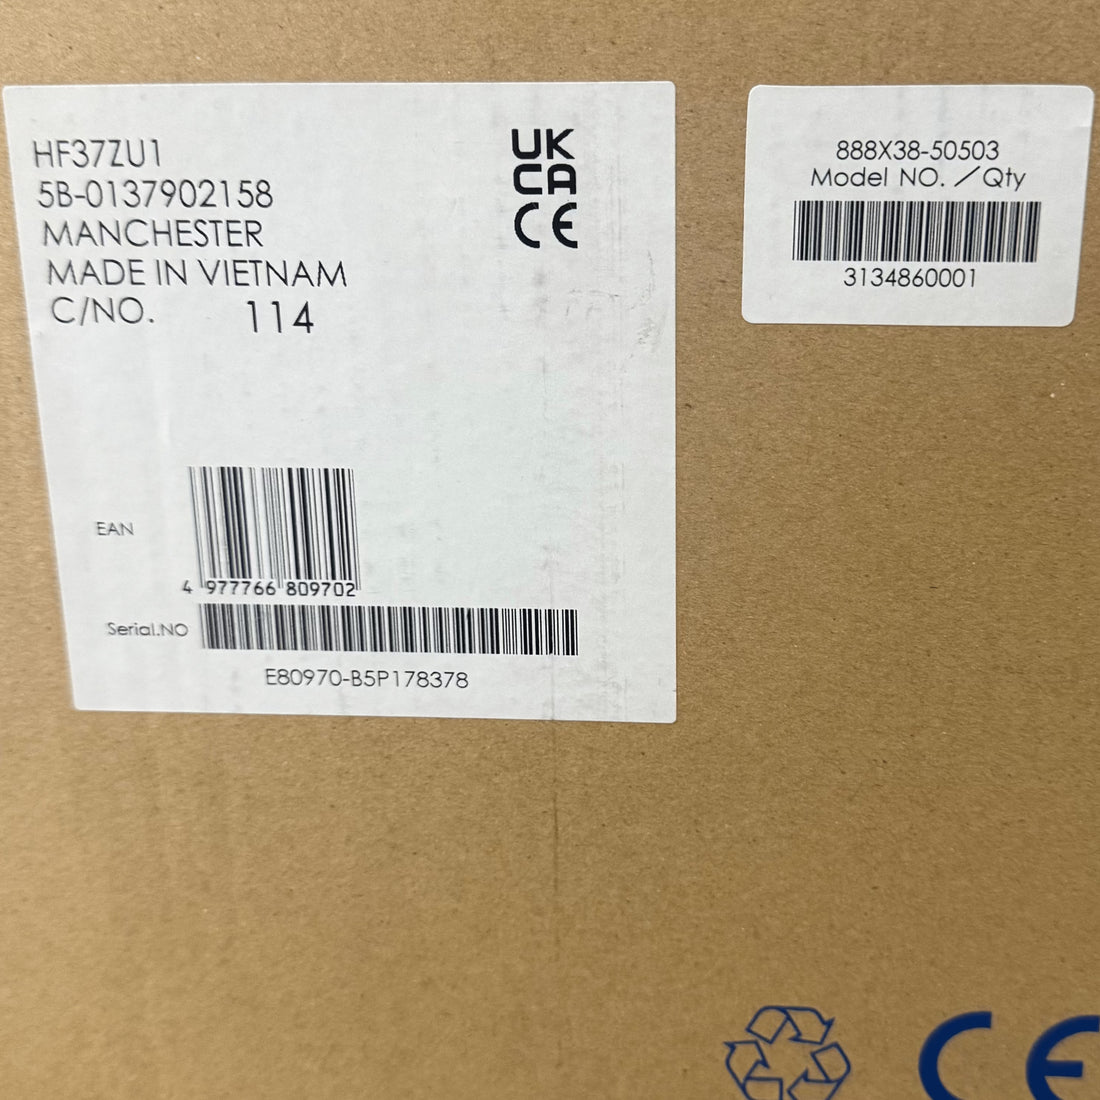 HF37ZU1
5B-0137902158
MANCHESTER
MADE IN VIETNAM
C/NO. 114
UK
CA
CE
EAN
4 977766 809702
Serial.NO
E80970-B5P178378
888X38-50503
Model NO.／Qty
3134860001
CE